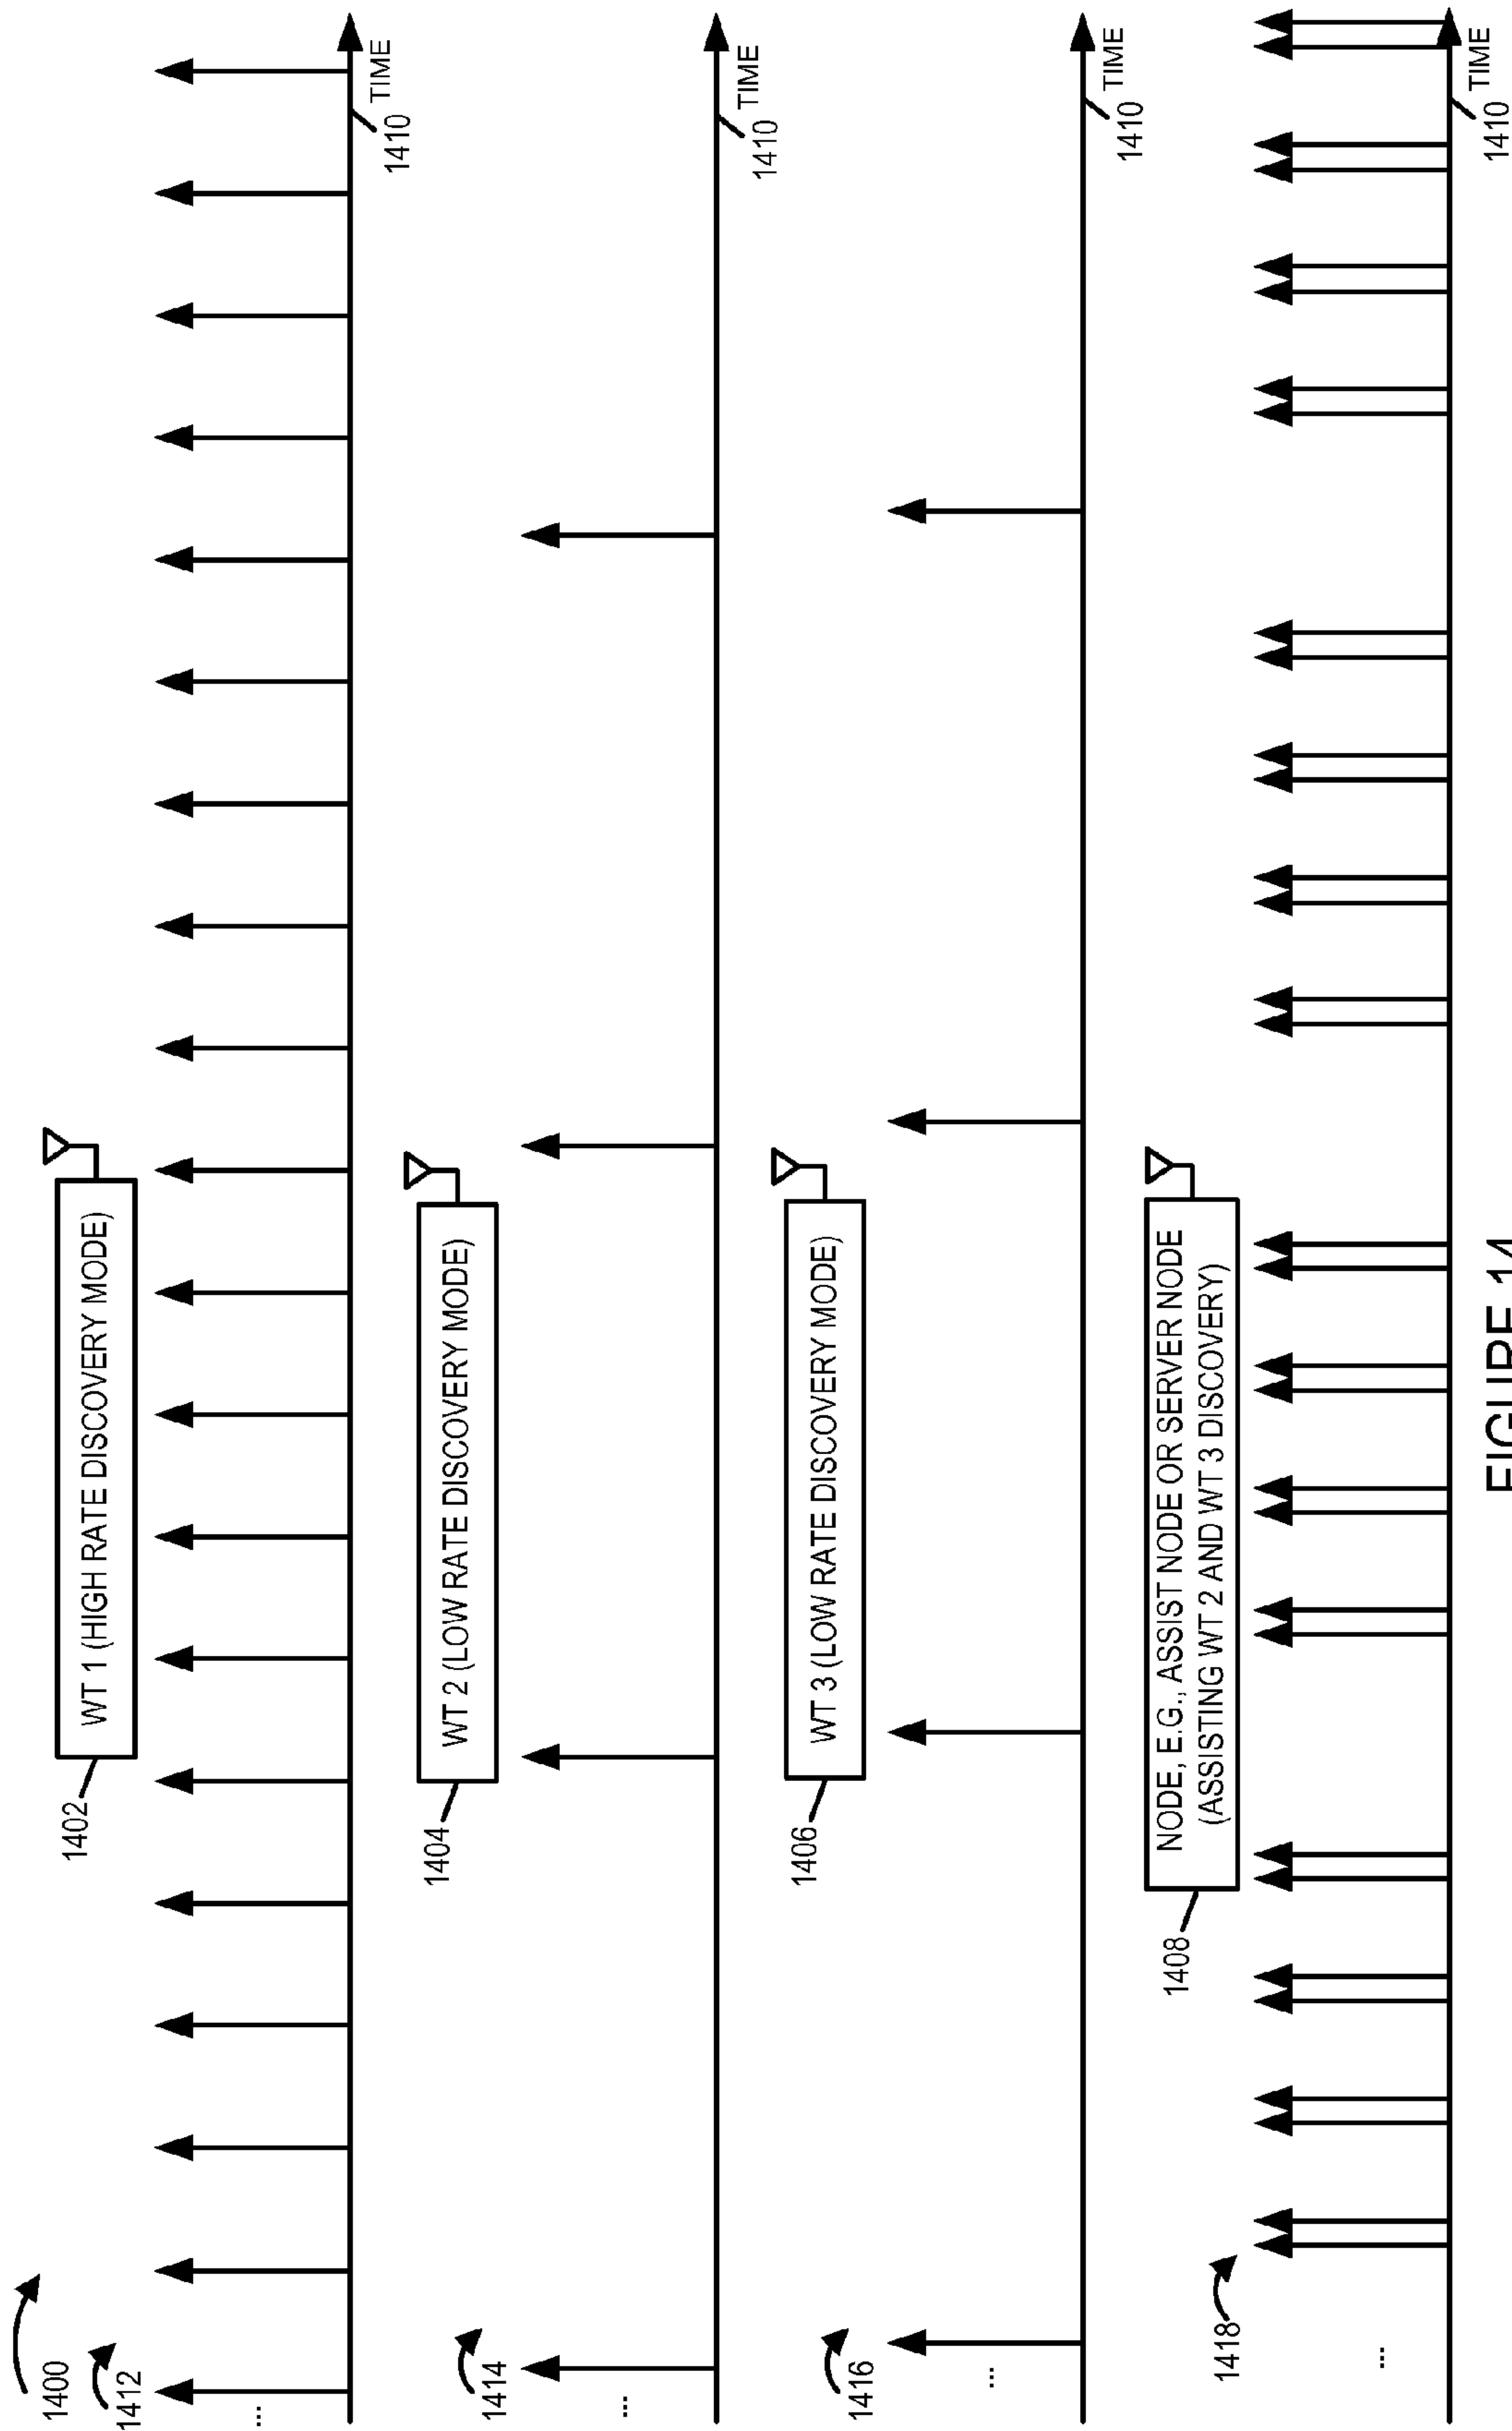 1400
1412
WT 1 (HIGH RATE DISCOVERY MODE)
1402
...
1410
TIME
1414
WT 2 (LOW RATE DISCOVERY MODE)
1404
...
1410
TIME
1416
WT 3 (LOW RATE DISCOVERY MODE)
1406
...
1410
TIME
1408
NODE, E.G., ASSIST NODE OR SERVER NODE
(ASSISTING WT 2 AND WT 3 DISCOVERY)
1418
...
1410
TIME
FIGURE 14